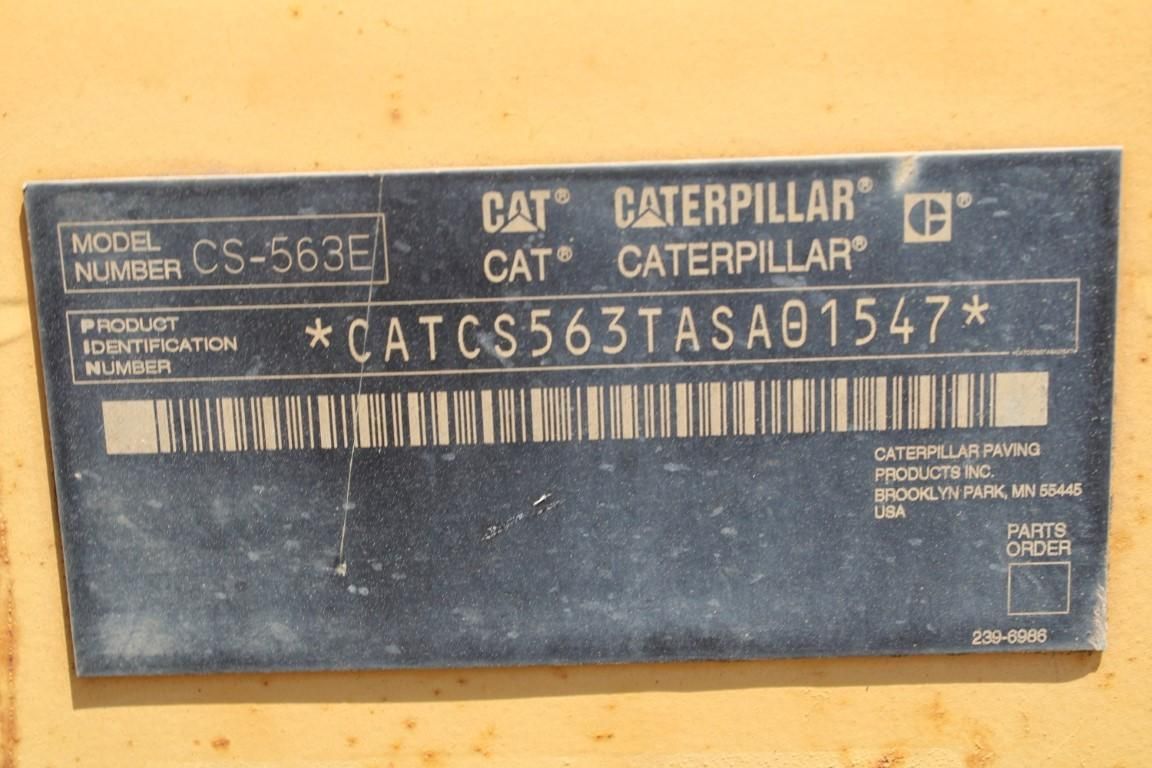 CAT® CATERPILLAR® ®
CAT® CATERPILLAR®
MODEL
NUMBER CS-563E
PRODUCT
IDENTIFICATION
NUMBER
*CATCS563TASA01547*
CATERPILLAR PAVING
PRODUCTS INC.
BROOKLYN PARK, MN 55445
USA
PARTS
ORDER
239-6986